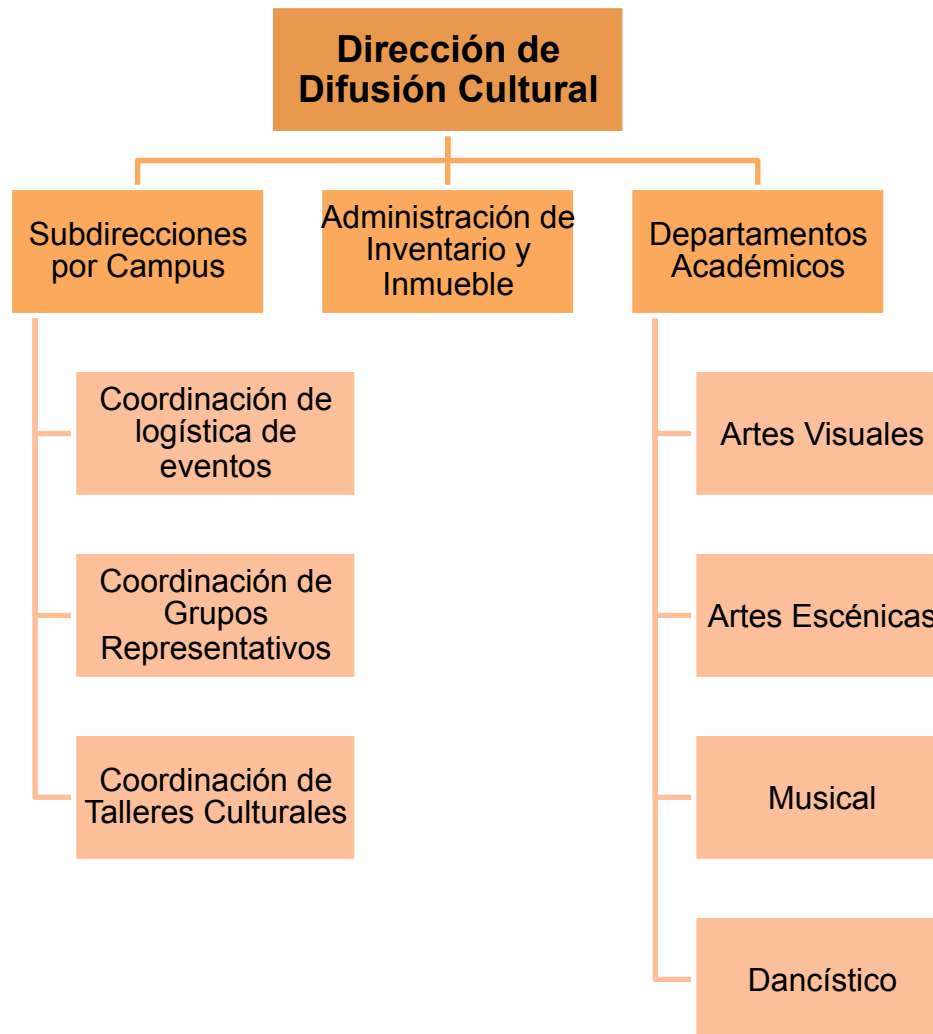 Dirección de
Difusión Cultural
Subdirecciones
por Campus
Administración de
Inventario y
Inmueble
Departamentos
Académicos
Coordinación de
logística de
eventos
Coordinación de
Grupos
Representativos
Coordinación de
Talleres Culturales
Artes Visuales
Artes Escénicas
Musical
Dancístico